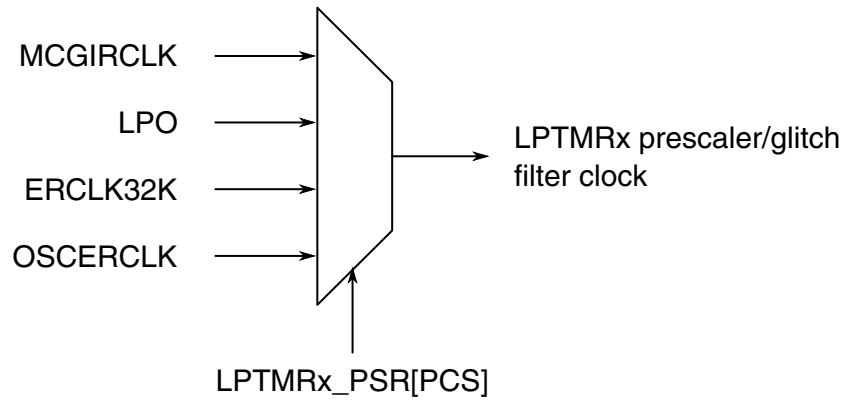 MCGIRCLK
LPO
ERCLK32K
OSCERCLK
LPTMRx prescaler/glitch
filter clock
LPTMRx_PSR[PCS]